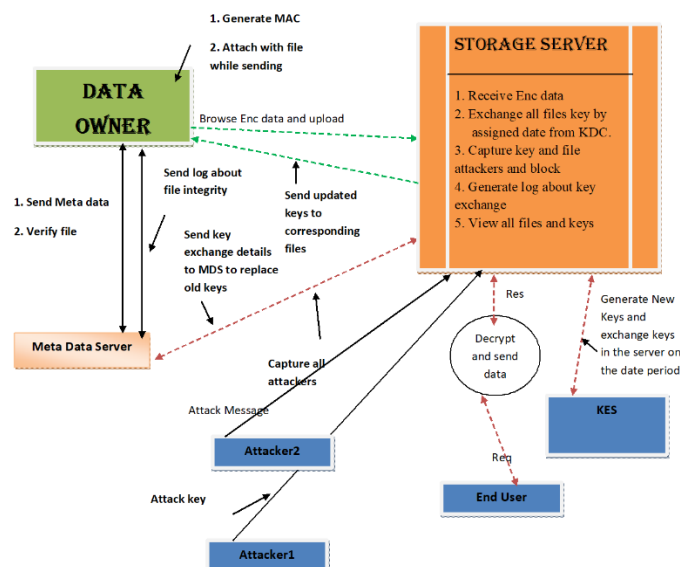 1. Generate MAC
2. Attach with file
while sending
STORAGE SERVER
1. Receive Enc data
2. Exchange all files key by
assigned date from KDC.
3. Capture key and file
attackers and block
4. Generate log about key
exchange
5. View all files and keys
DATA
OWNER
Browse Enc data and upload
Send log about
file integrity
1. Send Meta data
2. Verify file
Send updated
keys to
corresponding
files
Send key
exchange details
to MDS to replace
old keys
Meta Data Server
Capture all
attackers
Res
Decrypt
and send
data
Generate New
Keys and
exchange keys
in the server on
the date period
Attack Message
Attacker2
KES
Req
End User
Attack key
Attacker1